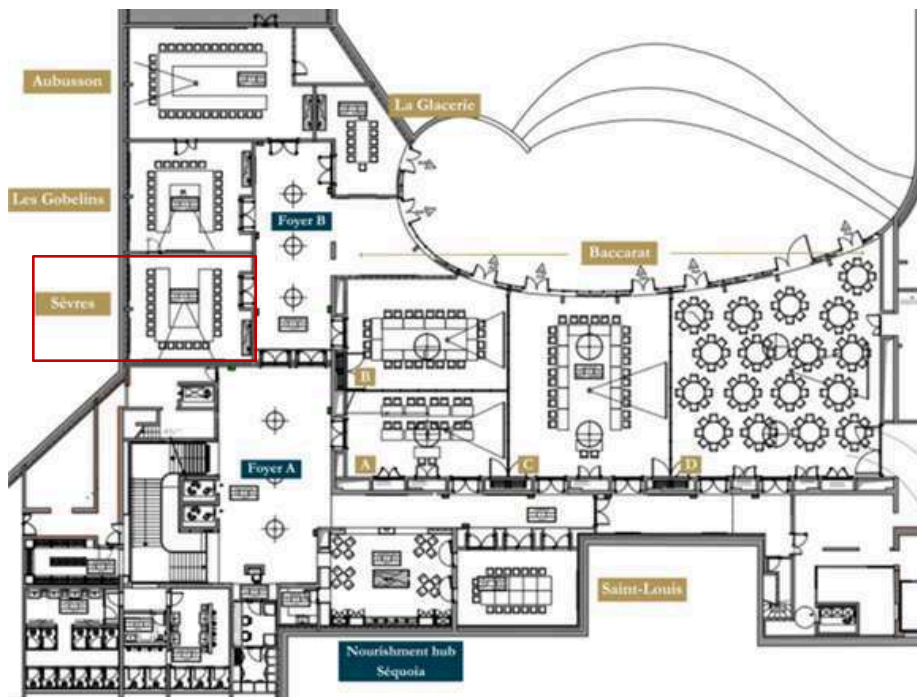 Aubusson
La Glacerie
Les Gobelins
Foyer B
Baccarat
Sèvres
B
Foyer A
A
C
D
Saint-Louis
Nourishment hub
Séquoia